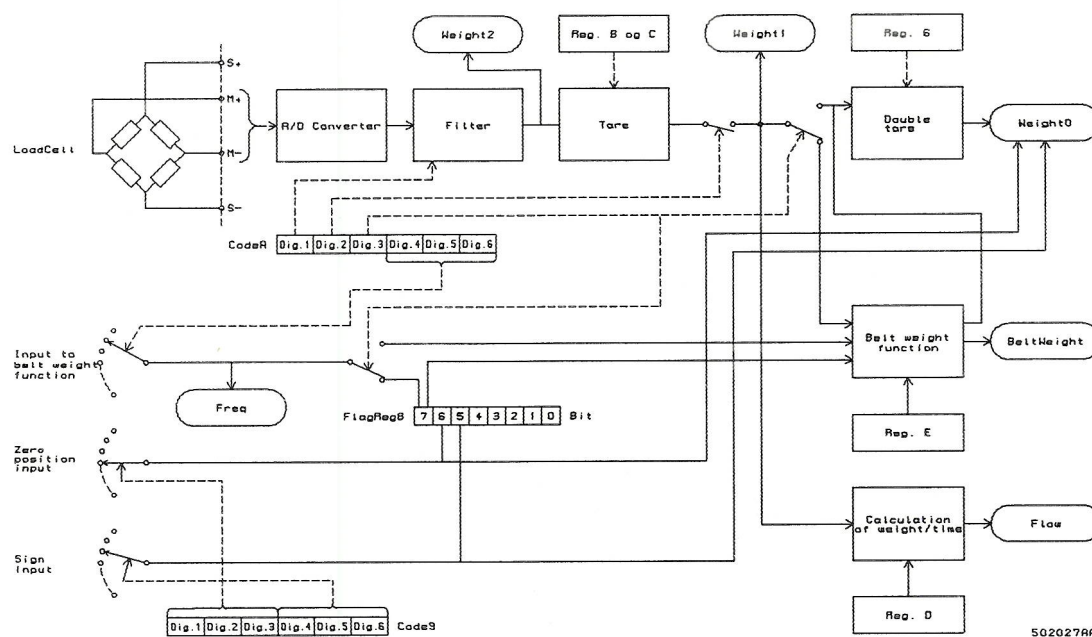 Weight2
Reg. B og C
Weight1
Reg. G
S+
M+
M-
S-
LoadCell
A/D Converter
Filter
Tare
Double
tare
Weight0
CodeA
Dig.1 Dig.2 Dig.3 Dig.4 Dig.5 Dig.6
Input to
belt weight
function
Freq
Belt weight
function
BeltWeight
FlagReg8 7 6 5 4 3 2 1 0 Bit
Reg. E
Zero
position
input
Calculation
of weight/time
Flow
Sign
input
Reg. D
Dig.1 Dig.2 Dig.3 Dig.4 Dig.5 Dig.6 Code9